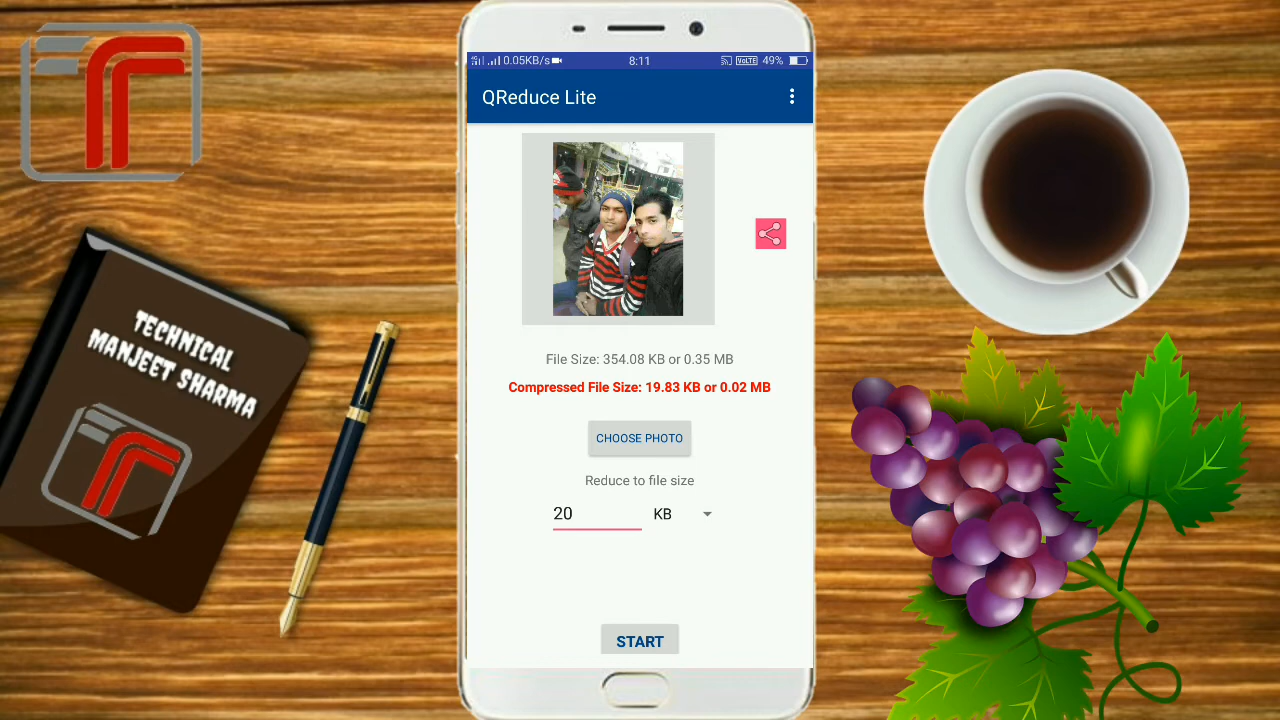 0.05KB/s
8:11
VoLTE
49%
QReduce Lite
File Size: 354.08 KB or 0.35 MB
Compressed File Size: 19.83 KB or 0.02 MB
CHOOSE PHOTO
Reduce to file size
20 KB
START
TECHNICAL
MANJEET SHARMA